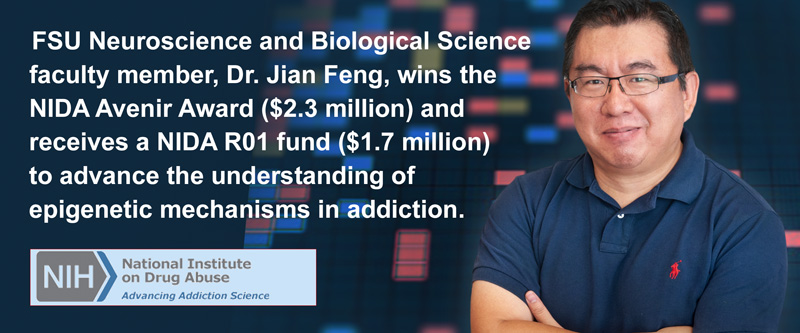 FSU Neuroscience and Biological Science
faculty member, Dr. Jian Feng, wins the
NIDA Avenir Award ($2.3 million) and
receives a NIDA R01 fund ($1.7 million)
to advance the understanding of
epigenetic mechanisms in addiction.
NIH
National Institute
on Drug Abuse
Advancing Addiction Science